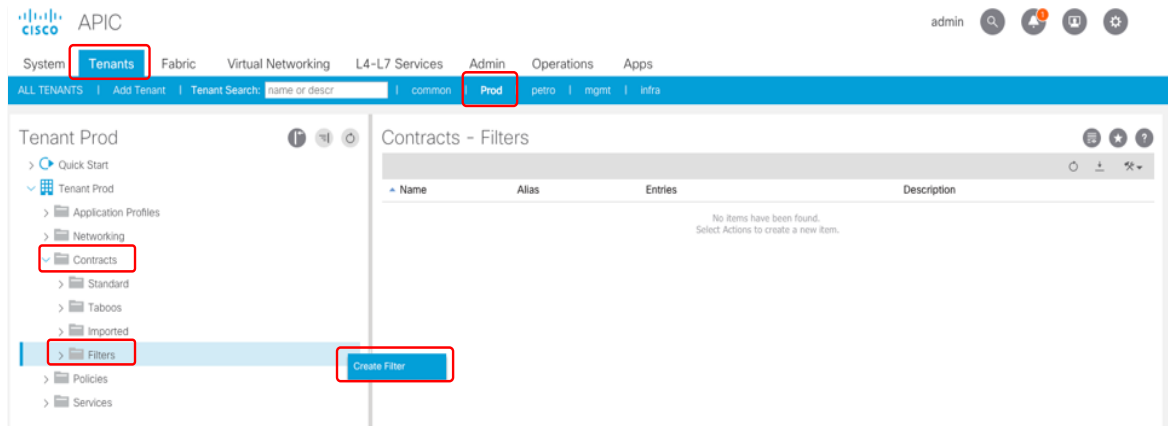 CISCO APIC admin 1
System Tenants Fabric Virtual Networking L4-L7 Services Admin Operations Apps
ALL TENANTS | Add Tenant | Tenant Search: name or descr | common | Prod petro | mgmt | infra
Tenant Prod
Quick Start
Tenant Prod
Application Profiles
Networking
Contracts
Standard
Taboos
Imported
Filters
Policies
Services
Create Filter
Contracts - Filters
Name Alias Entries Description
No items have been found.
Select Actions to create a new item.